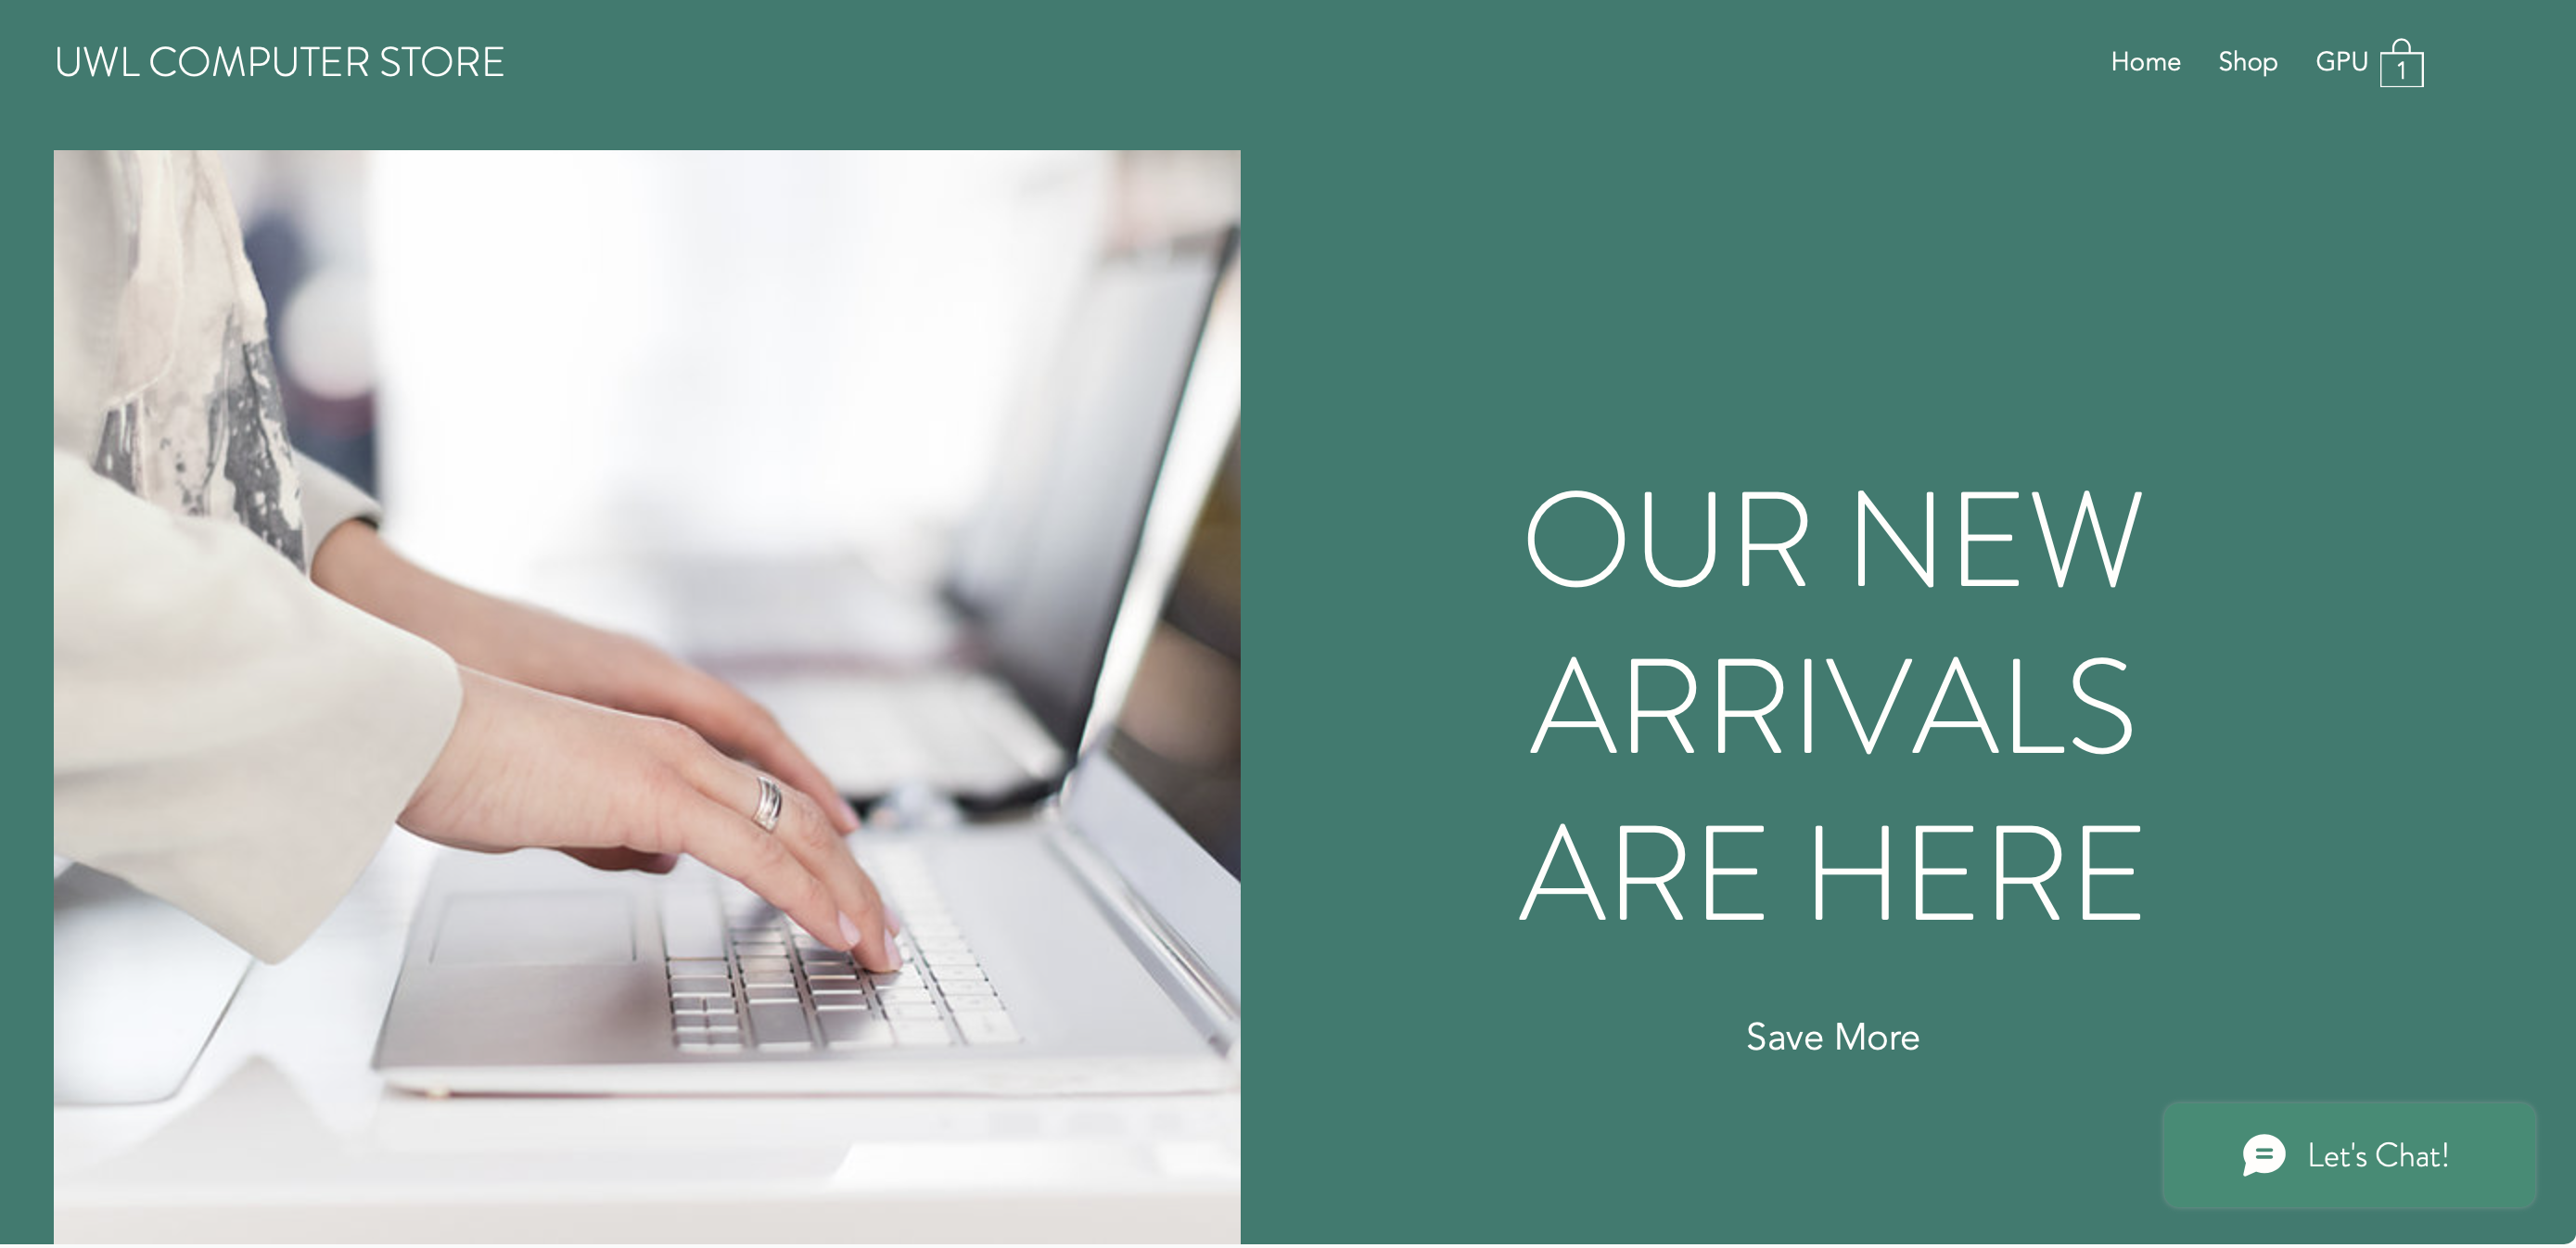 UWL COMPUTER STORE
Home Shop GPU 1
OUR NEW
ARRIVALS
ARE HERE
Save More
Let's Chat!